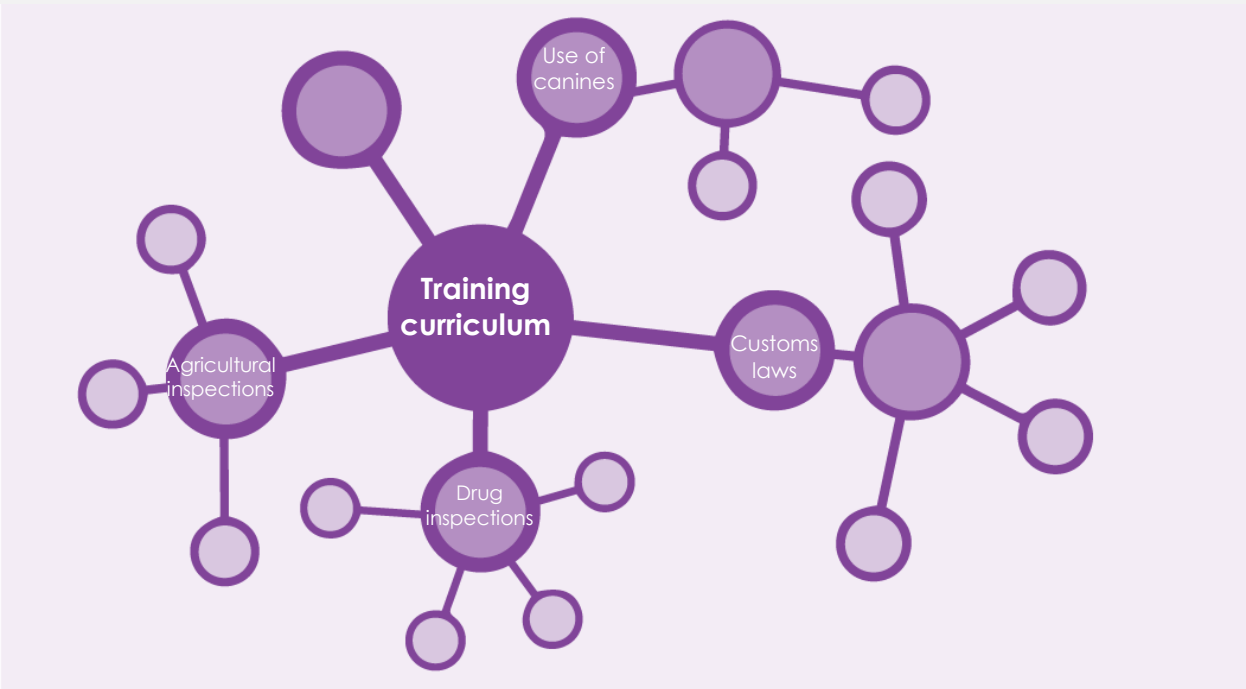 Use of
canines
Training
curriculum
Customs
laws
Agricultural
inspections
Drug
inspections